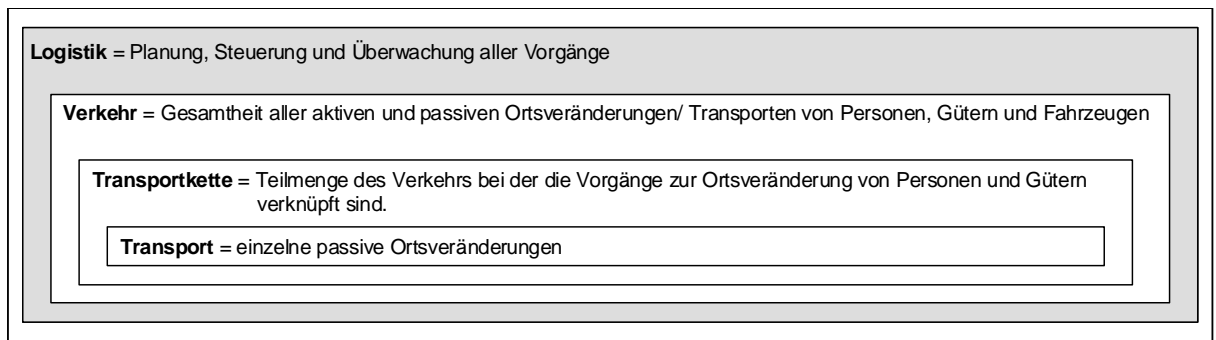 Logistik = Planung, Steuerung und Überwachung aller Vorgänge
Verkehr = Gesamtheit aller aktiven und passiven Ortsveränderungen/ Transporten von Personen, Gütern und Fahrzeugen
Transportkette = Teilmenge des Verkehrs bei der die Vorgänge zur Ortsveränderung von Personen und Gütern
verknüpft sind.
Transport = einzelne passive Ortsveränderungen